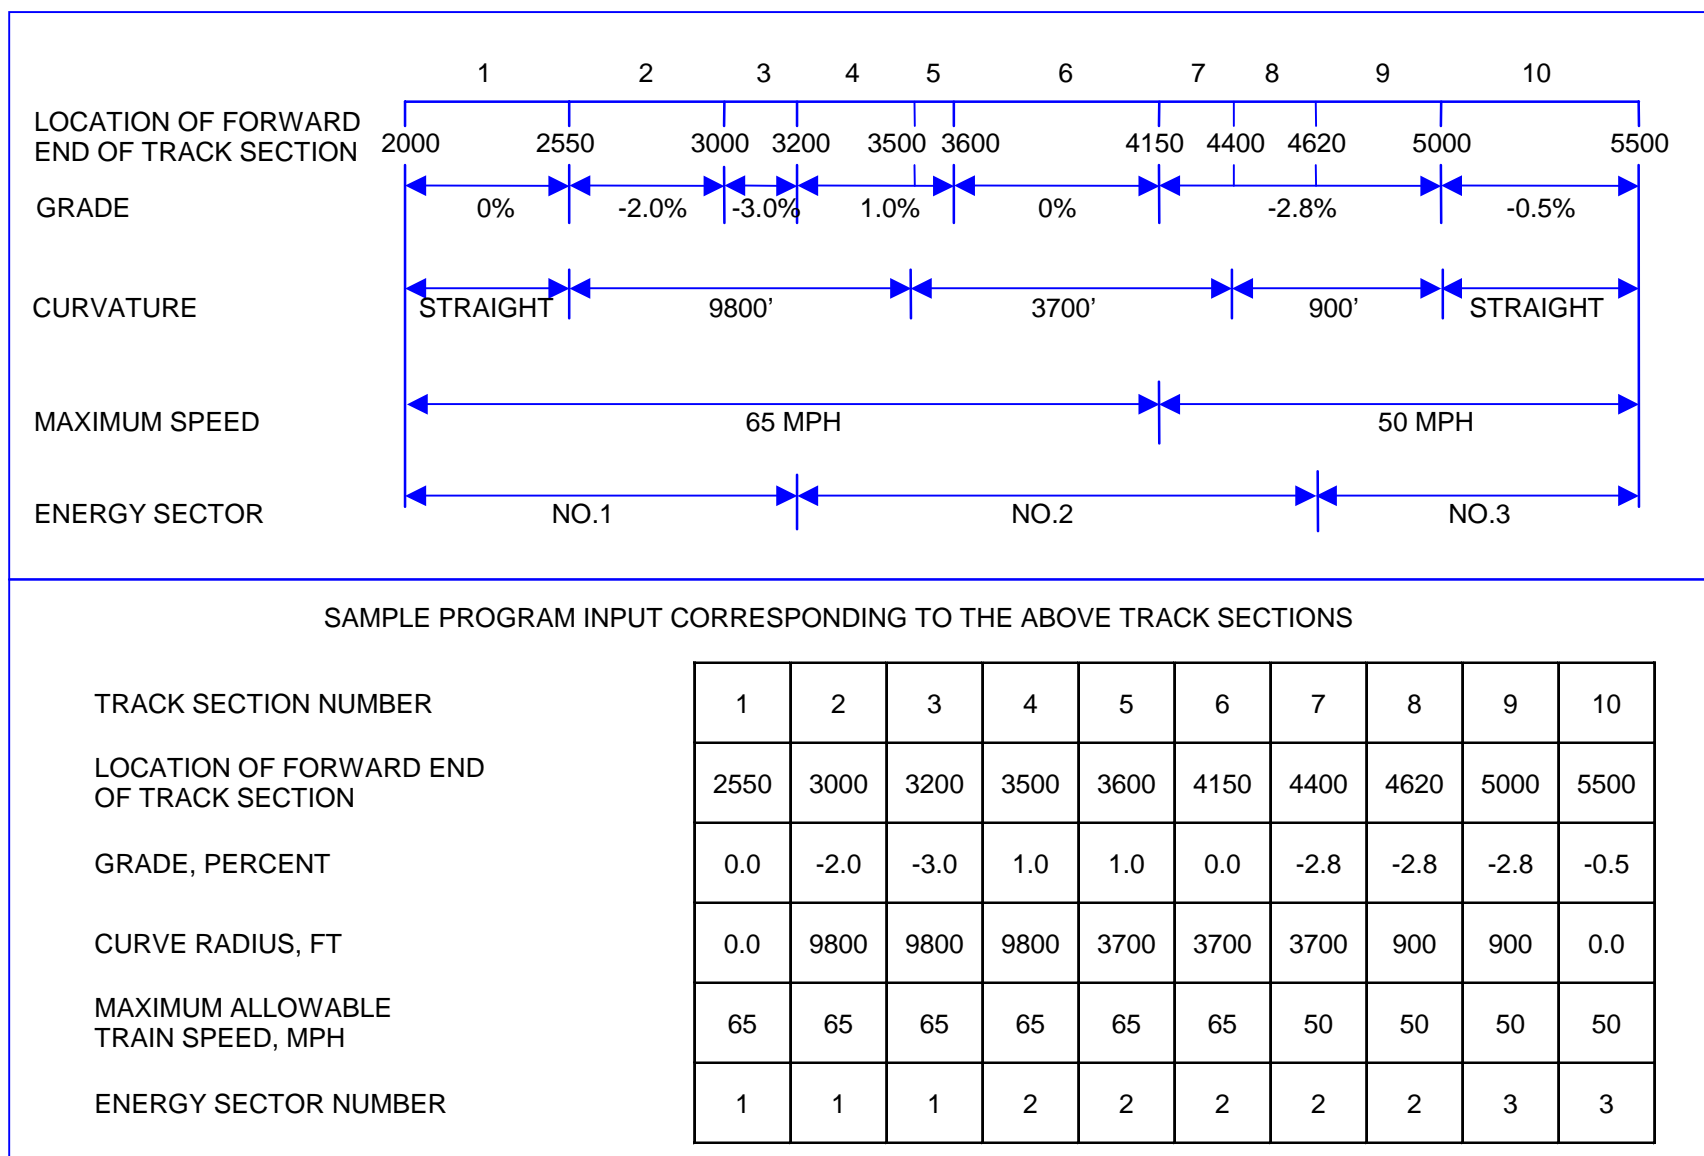 1 2 3 4 5 6 7 8 9 10
LOCATION OF FORWARD
END OF TRACK SECTION
2000 2550 3000 3200 3500 3600 4150 4400 4620 5000 5500
GRADE 0% -2.0% -3.0% 1.0% 0% -2.8% -0.5%
CURVATURE STRAIGHT 9800’ 3700’ 900’ STRAIGHT
MAXIMUM SPEED 65 MPH 50 MPH
ENERGY SECTOR NO.1 NO.2 NO.3
SAMPLE PROGRAM INPUT CORRESPONDING TO THE ABOVE TRACK SECTIONS
TRACK SECTION NUMBER 1 2 3 4 5 6 7 8 9 10
LOCATION OF FORWARD END
OF TRACK SECTION
2550 3000 3200 3500 3600 4150 4400 4620 5000 5500
GRADE, PERCENT 0.0 -2.0 -3.0 1.0 1.0 0.0 -2.8 -2.8 -2.8 -0.5
CURVE RADIUS, FT 0.0 9800 9800 9800 3700 3700 3700 900 900 0.0
MAXIMUM ALLOWABLE
TRAIN SPEED, MPH
65 65 65 65 65 65 50 50 50 50
ENERGY SECTOR NUMBER 1 1 1 2 2 2 2 2 3 3